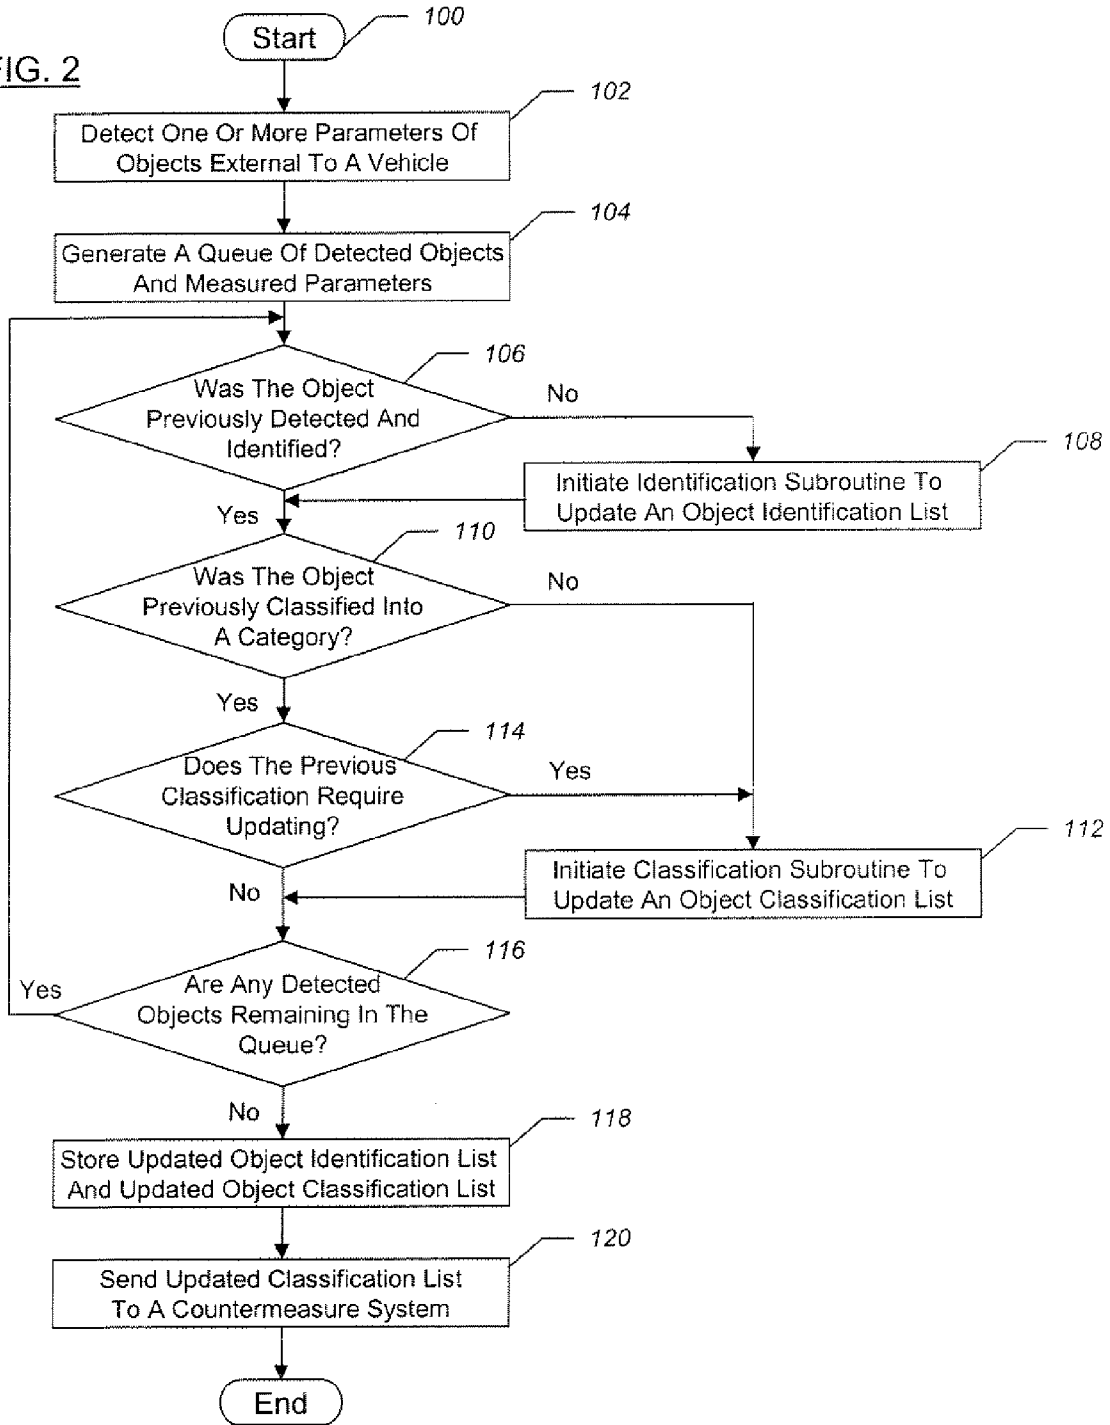 100
Start
FIG. 2
102
Detect One Or More Parameters Of
Objects External To A Vehicle
104
Generate A Queue Of Detected Objects
And Measured Parameters
106
Was The Object
Previously Detected And
Identified?
No
108
Initiate Identification Subroutine To
Update An Object Identification List
Yes
110
Was The Object
Previously Classified Into
A Category?
No
Yes
114
Does The Previous
Classification Require
Updating?
Yes
112
Initiate Classification Subroutine To
Update An Object Classification List
No
116
Are Any Detected
Objects Remaining In The
Queue?
Yes
No
118
Store Updated Object Identification List
And Updated Object Classification List
120
Send Updated Classification List
To A Countermeasure System
End